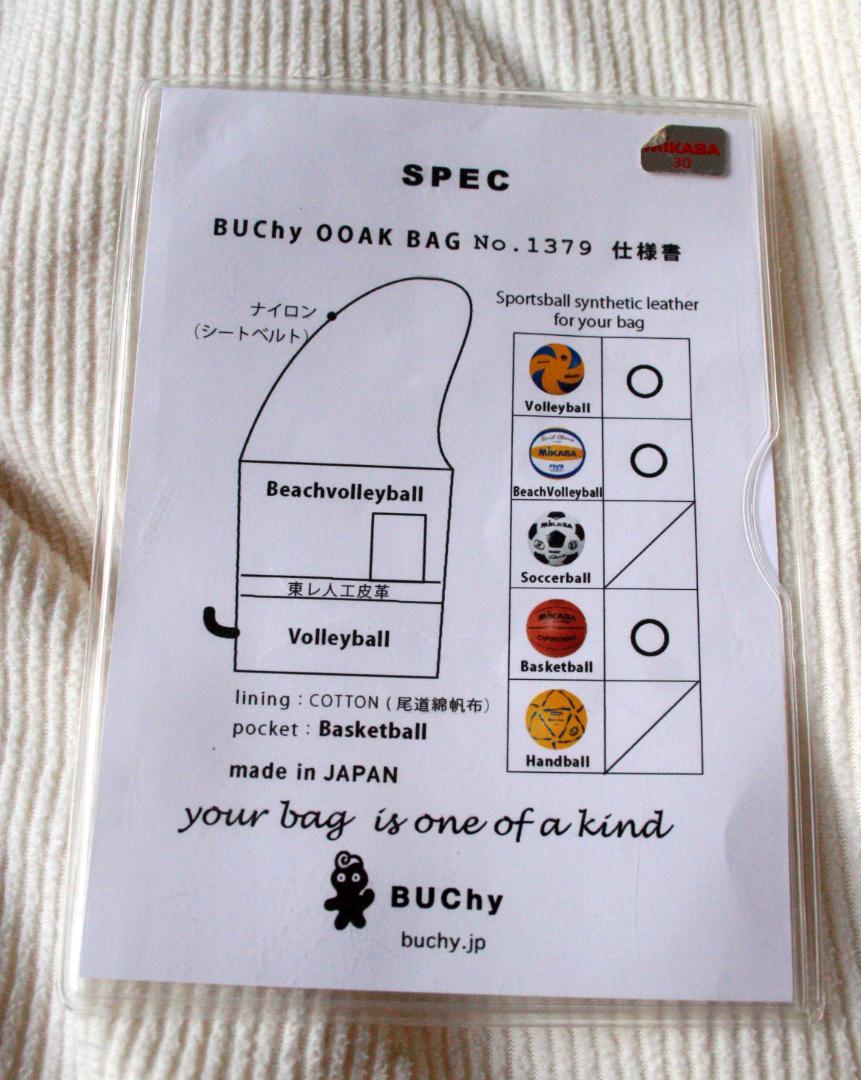 MIKASA
30
SPEC
BUChy OOAK BAG No.1379 仕様書
ナイロン
（シートベルト）
Beachvolleyball
東レ人工皮革
Volleyball
Sportsball synthetic leather
for your bag
Volleyball
MIKASA
BeachVolleyball
MIKASA
Soccerball
MIKASA
Basketball
Handball
lining：COTTON（尾道綿帆布）
pocket：Basketball
made in JAPAN
your bag is one of a kind
BUChy
buchy.jp